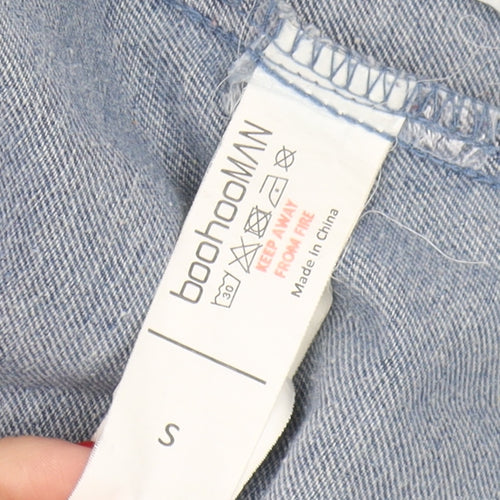 boohooMAN
30
KEEP AWAY
FROM FIRE
Made In China
S